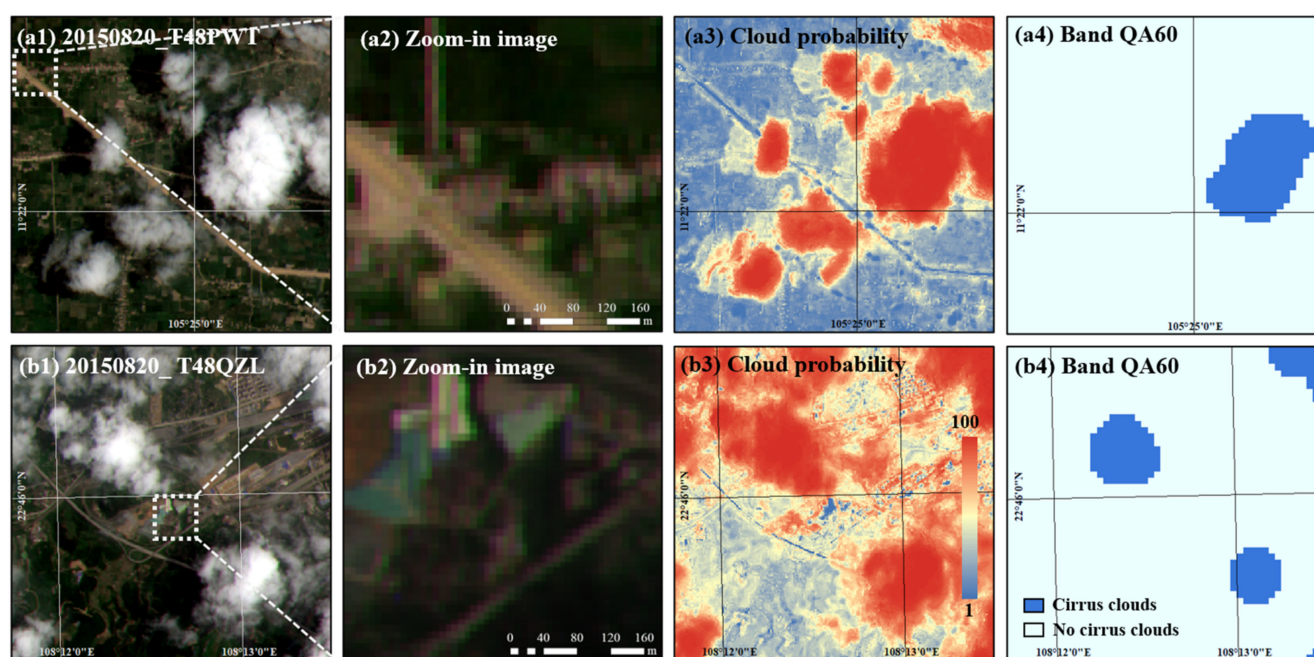 (a1) 20150820_T48PWT
(a2) Zoom-in image
(a3) Cloud probability
(a4) Band QA60
11°22'0"N
105°25'0"E
0 40 80 120 160
m
105°25'0"E
11°22'0"N
105°25'0"E
(b1) 20150820_ T48QZL
(b2) Zoom-in image
(b3) Cloud probability
(b4) Band QA60
22°46'0"N
108°12'0"E
108°13'0"E
0 40 80 120 160
m
22°46'0"N
100
1
108°12'0"E
108°13'0"E
22°46'0"N
Cirrus clouds
No cirrus clouds
108°12'0"E
108°13'0"E